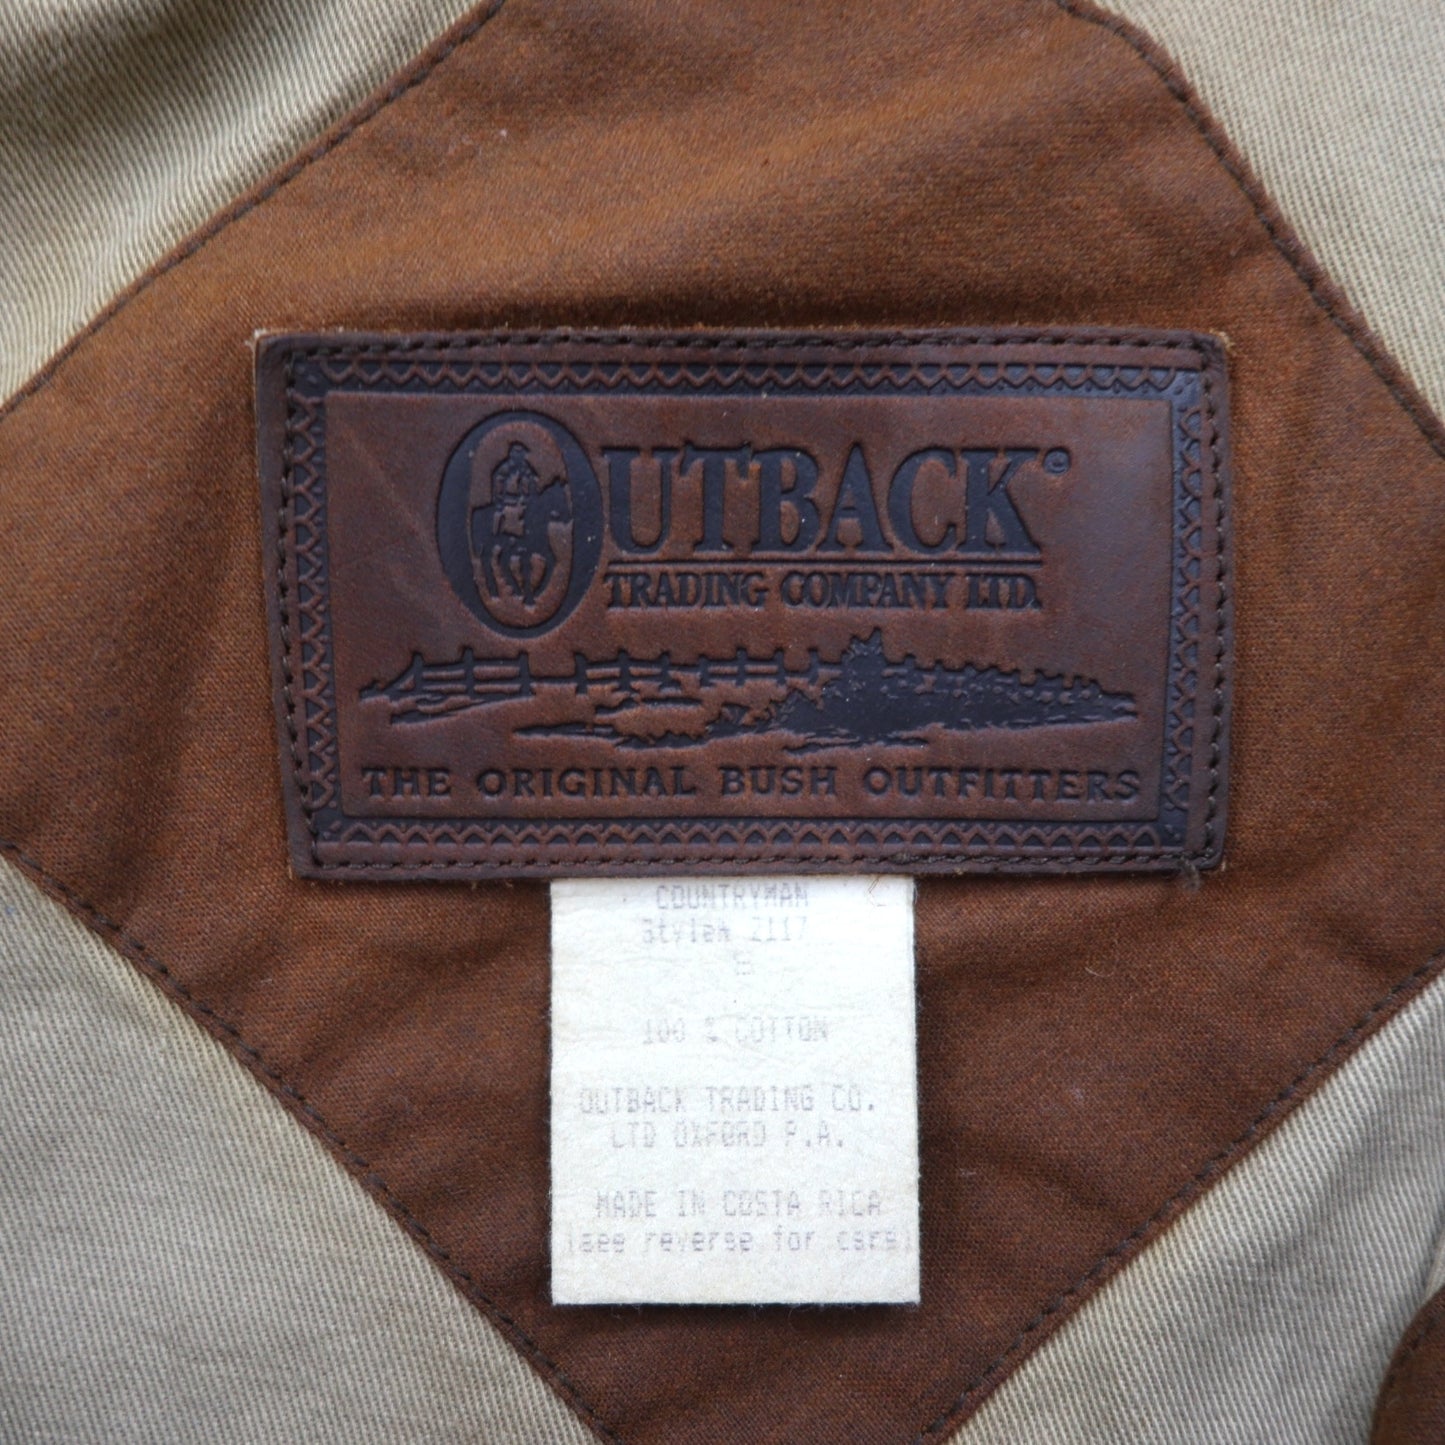 OUTBACK©
TRADING COMPANY LTD.
THE ORIGINAL BUSH OUTFITTERS
COUNTRYMAN
Style# 2117
S
100 % COTTON
OUTBACK TRADING CO.
LTD OXFORD P.A.
MADE IN COSTA RICA
(see reverse for care)